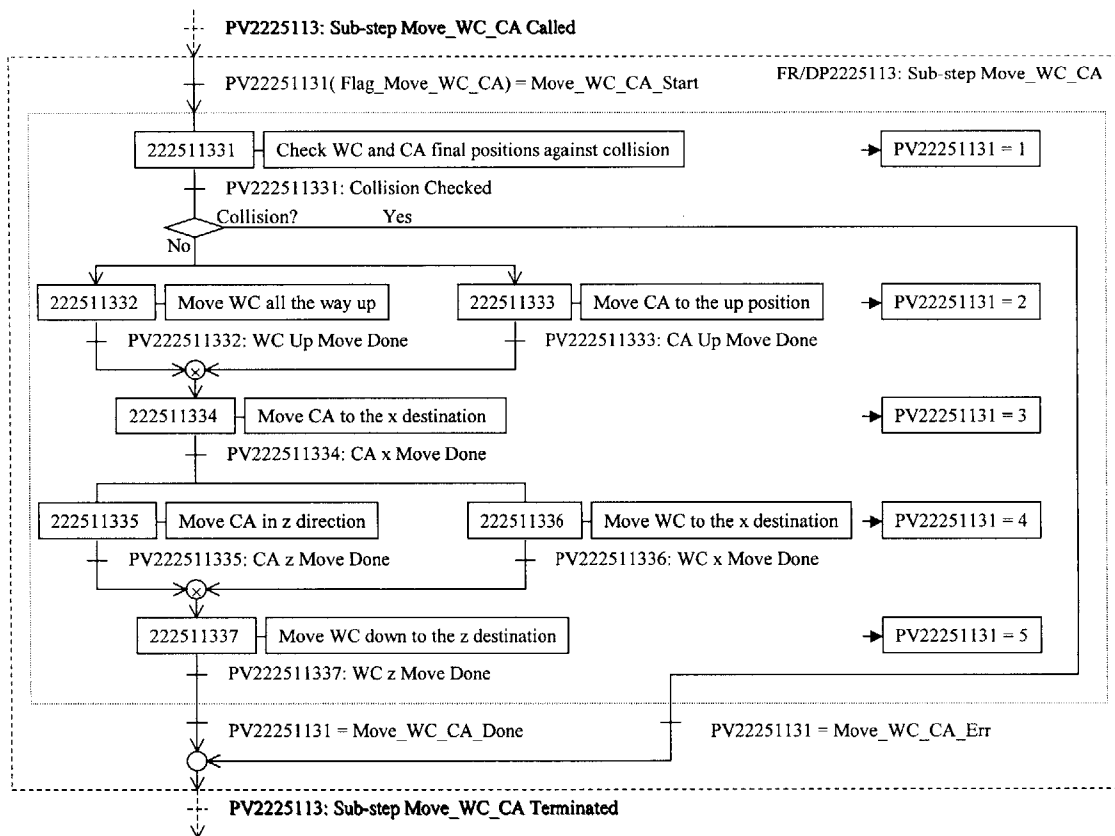 PV2225113: Sub-step Move_WC_CA Called
FR/DP2225113: Sub-step Move_WC_CA
PV22251131( Flag_Move_WC_CA) = Move_WC_CA_Start
222511331 Check WC and CA final positions against collision PV22251131 = 1
PV222511331: Collision Checked
Collision? Yes
No
222511332 Move WC all the way up 222511333 Move CA to the up position PV22251131 = 2
PV222511332: WC Up Move Done PV222511333: CA Up Move Done
×
222511334 Move CA to the x destination PV22251131 = 3
PV222511334: CA x Move Done
222511335 Move CA in z direction 222511336 Move WC to the x destination PV22251131 = 4
PV222511335: CA z Move Done PV222511336: WC x Move Done
×
222511337 Move WC down to the z destination PV22251131 = 5
PV222511337: WC z Move Done
PV22251131 = Move_WC_CA_Done PV22251131 = Move_WC_CA_Err
PV2225113: Sub-step Move_WC_CA Terminated